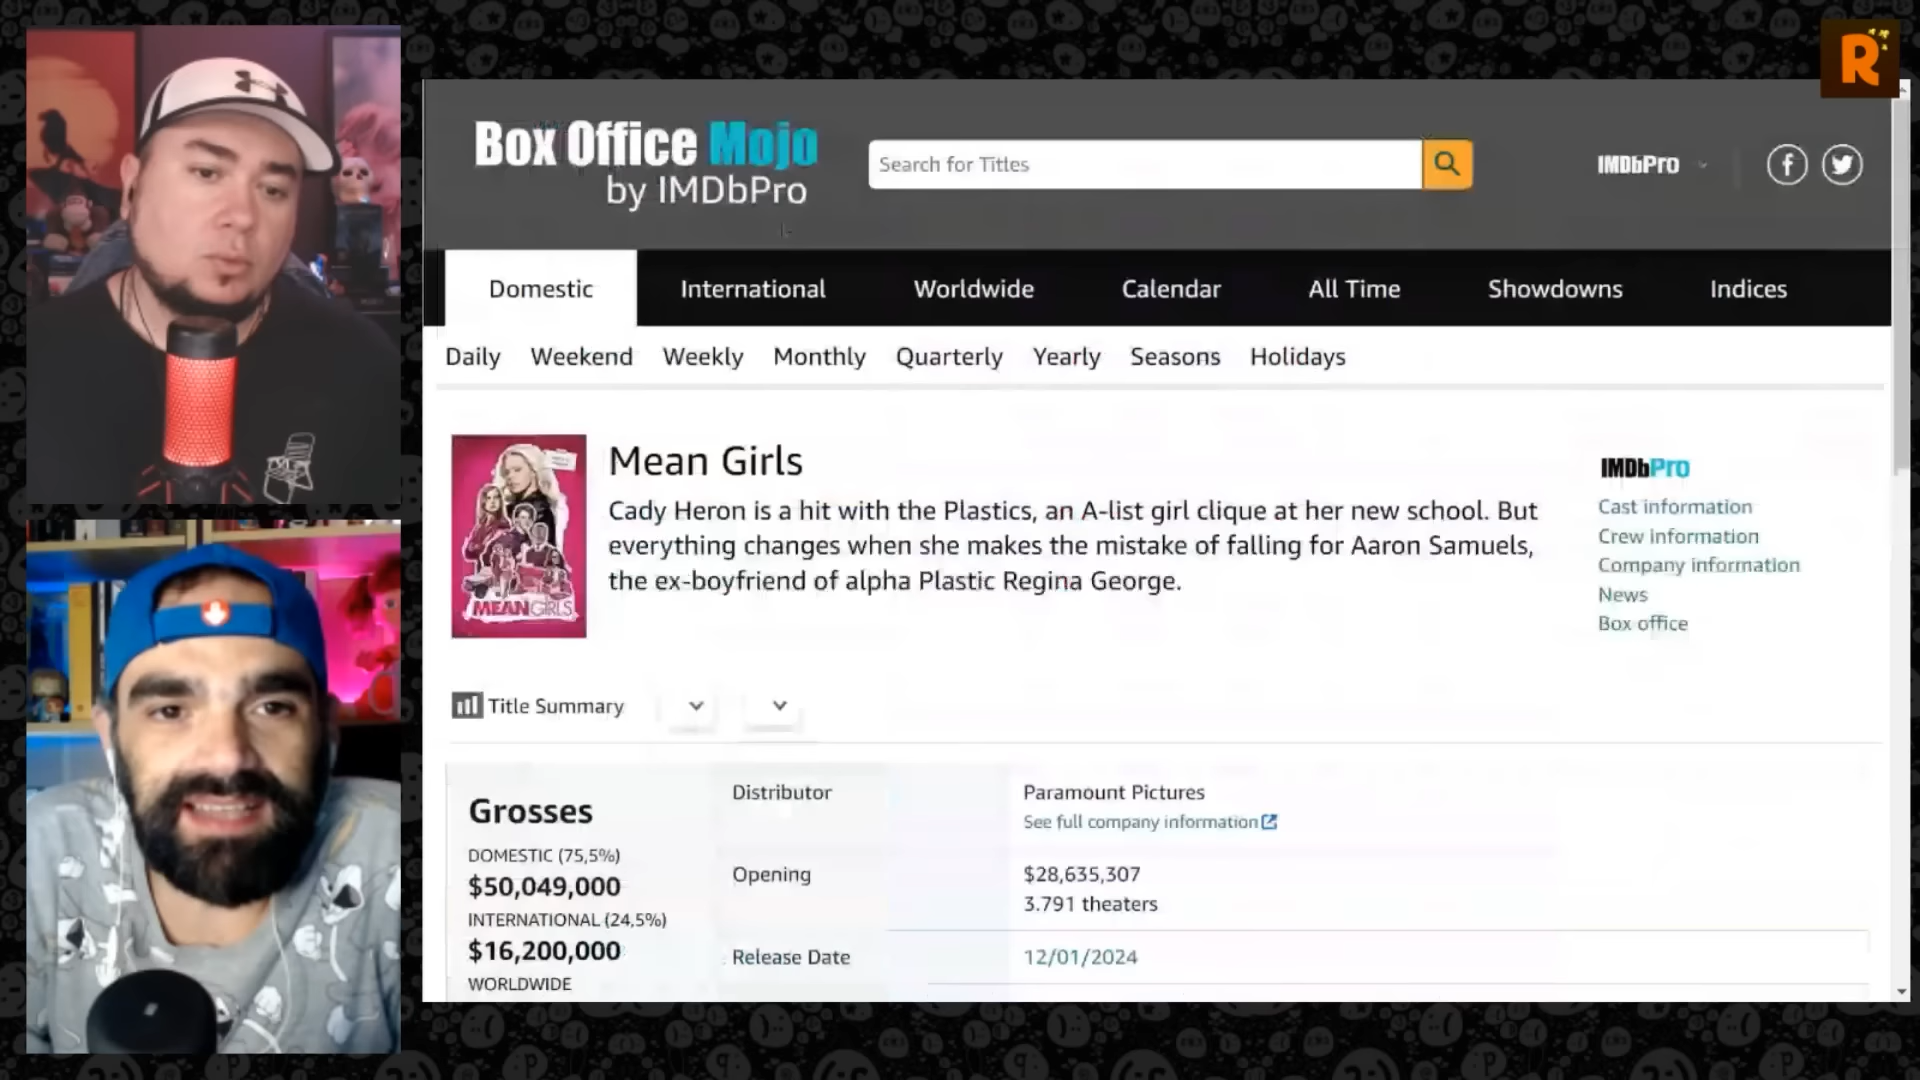 R
Box Office Mojo
by IMDbPro
Search for Titles
IMDbPro
Domestic
International
Worldwide
Calendar
All Time
Showdowns
Indices
Daily
Weekend
Weekly
Monthly
Quarterly
Yearly
Seasons
Holidays
MEAN GIRLS
Mean Girls
Cady Heron is a hit with the Plastics, an A-list girl clique at her new school. But
everything changes when she makes the mistake of falling for Aaron Samuels,
the ex-boyfriend of alpha Plastic Regina George.
IMDbPro
Cast information
Crew information
Company information
News
Box office
Title Summary
Grosses
DOMESTIC (75,5%)
$50,049,000
INTERNATIONAL (24,5%)
$16,200,000
WORLDWIDE
Distributor
Paramount Pictures
See full company information
Opening
$28,635,307
3.791 theaters
Release Date
12/01/2024